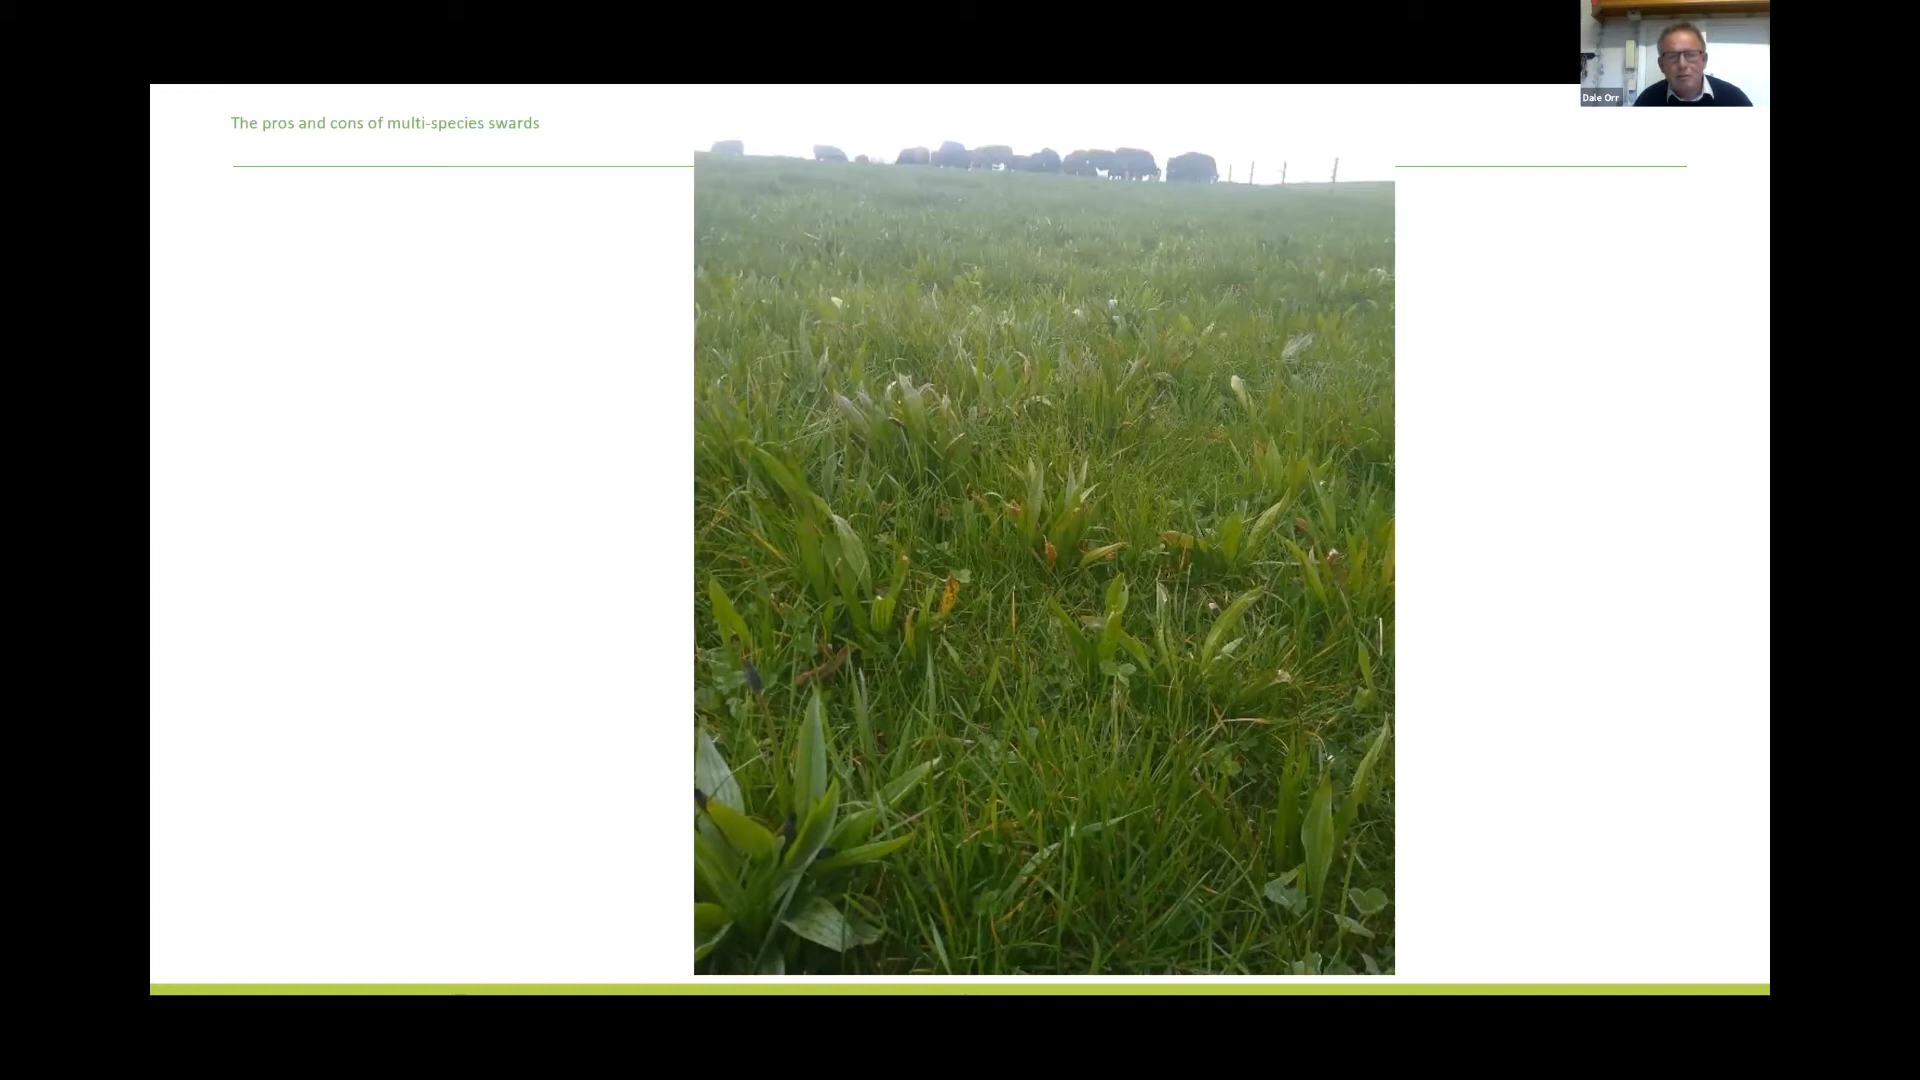 The pros and cons of multi-species swards
Dale Orr